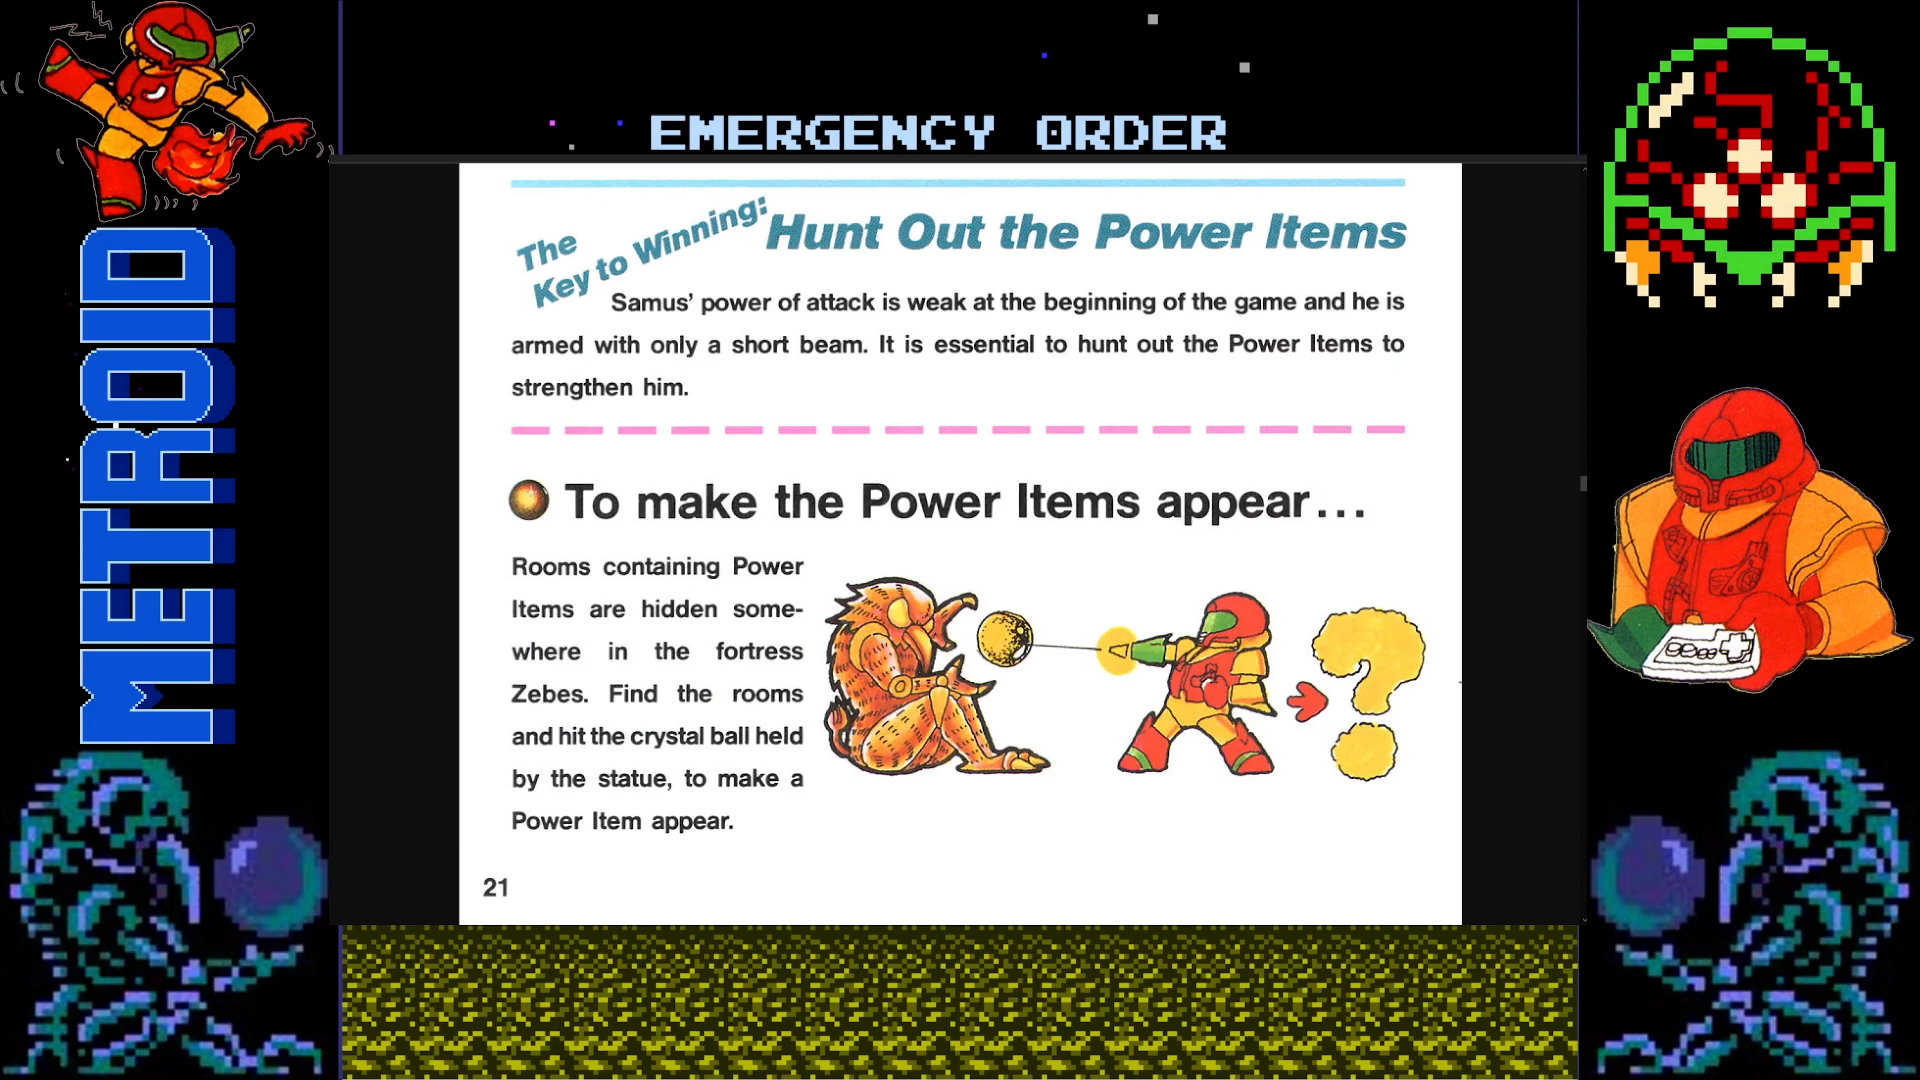 EMERGENCY ORDER
METROID
The
Key to Winning:
Hunt Out the Power Items
Samus' power of attack is weak at the beginning of the game and he is
armed with only a short beam. It is essential to hunt out the Power Items to
strengthen him.
To make the Power Items appear...
Rooms containing Power
Items are hidden some-
where in the fortress
Zebes. Find the rooms
and hit the crystal ball held
by the statue, to make a
Power Item appear.
?
21